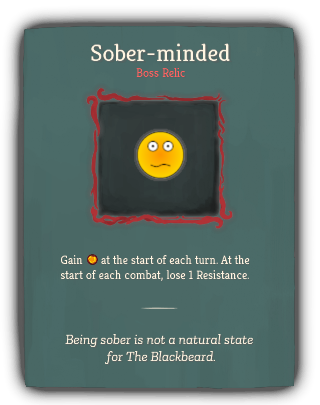 Sober-minded
Boss Relic
Gain at the start of each turn. At the
start of each combat, lose 1 Resistance.
Being sober is not a natural state
for The Blackbeard.